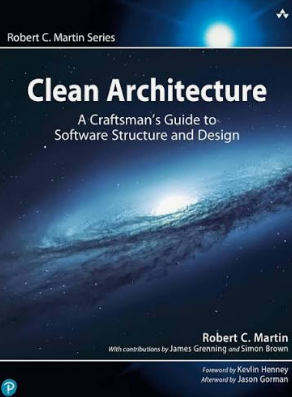 Robert C. Martin Series
Clean Architecture
A Craftsman's Guide to
Software Structure and Design
Robert C. Martin
With contributions by James Grenning and Simon Brown
Foreword by Kevlin Henney
Afterword by Jason Gorman